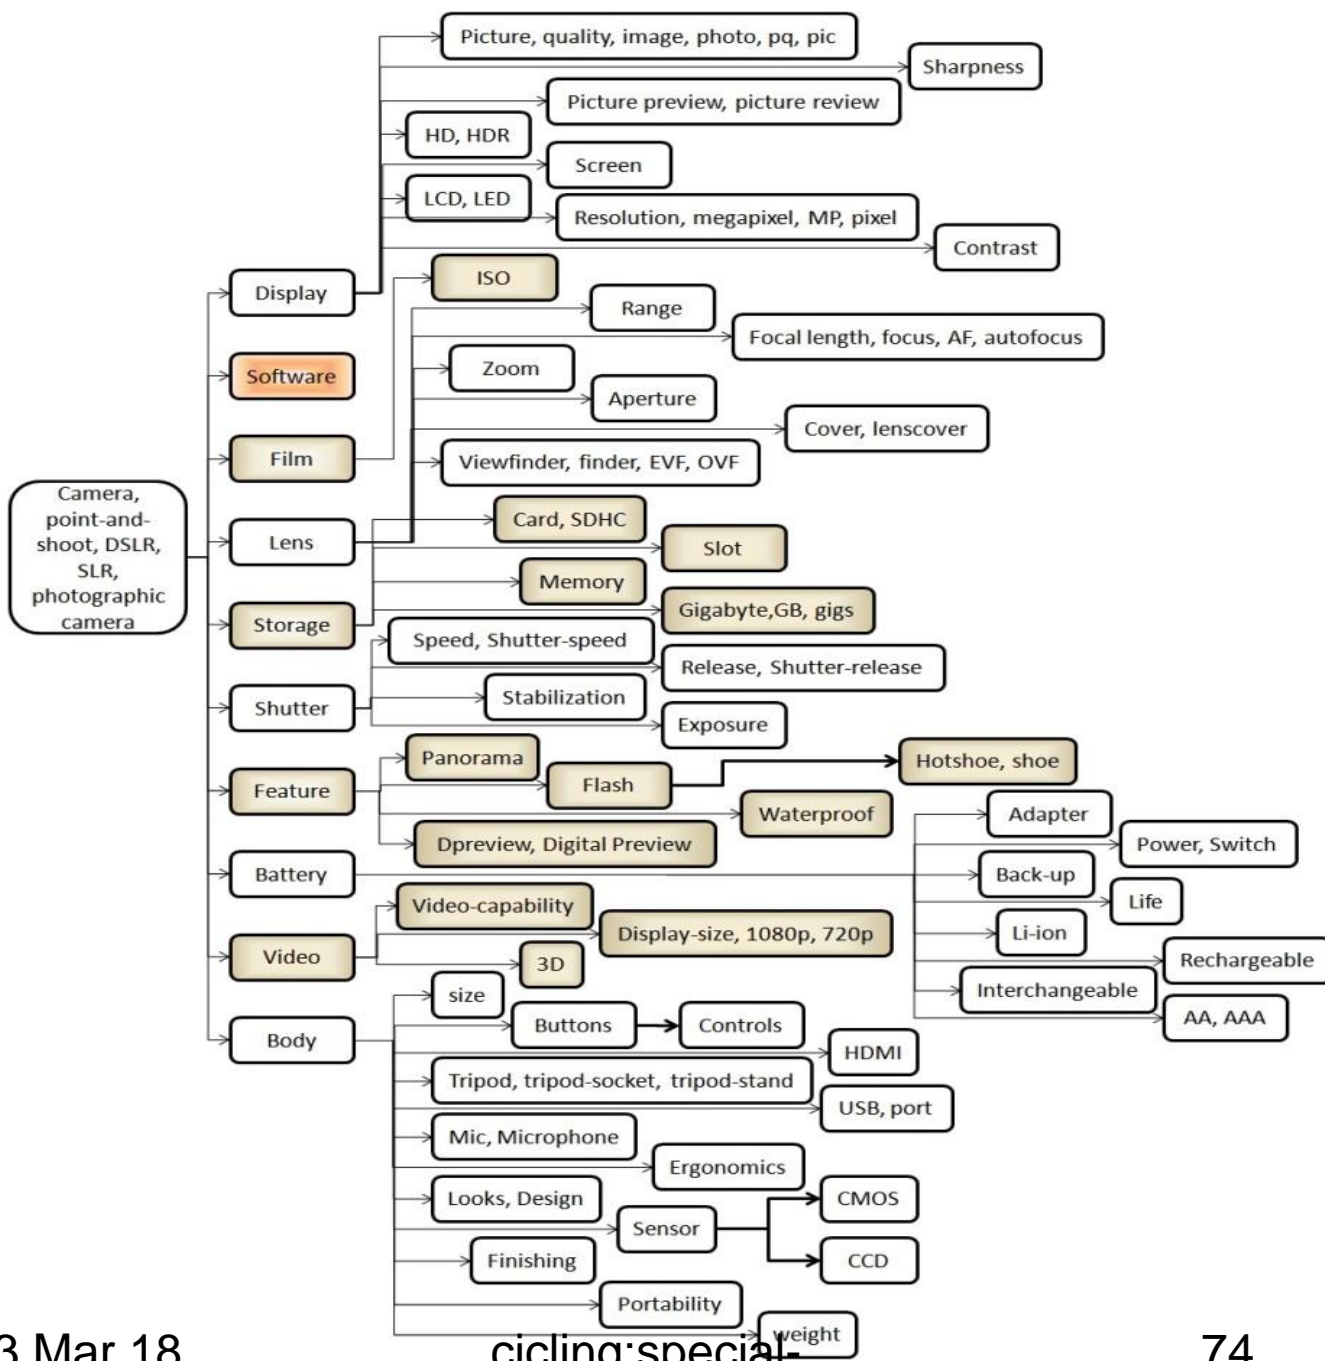 Picture, quality, image, photo, pq, pic
Sharpness
Picture preview, picture review
HD, HDR
Screen
LCD, LED
Resolution, megapixel, MP, pixel
Contrast
ISO
Display
Range
Focal length, focus, AF, autofocus
Zoom
Software
Aperture
Cover, lenscover
Film
Viewfinder, finder, EVF, OVF
Camera,
point-and-
shoot, DSLR,
SLR,
photographic
camera
Card, SDHC
Lens
Slot
Memory
Gigabyte,GB, gigs
Storage
Speed, Shutter-speed
Release, Shutter-release
Stabilization
Shutter
Exposure
Panorama
Hotshoe, shoe
Flash
Feature
Waterproof
Adapter
Dpreview, Digital Preview
Power, Switch
Battery
Back-up
Life
Video-capability
Display-size, 1080p, 720p
Li-ion
Video
3D
Rechargeable
Interchangeable
size
AA, AAA
Buttons
Controls
Body
HDMI
Tripod, tripod-socket, tripod-stand
USB, port
Mic, Microphone
Ergonomics
Looks, Design
CMOS
Sensor
Finishing
CCD
Portability
weight
3 Mar 18
cicling:special-
74